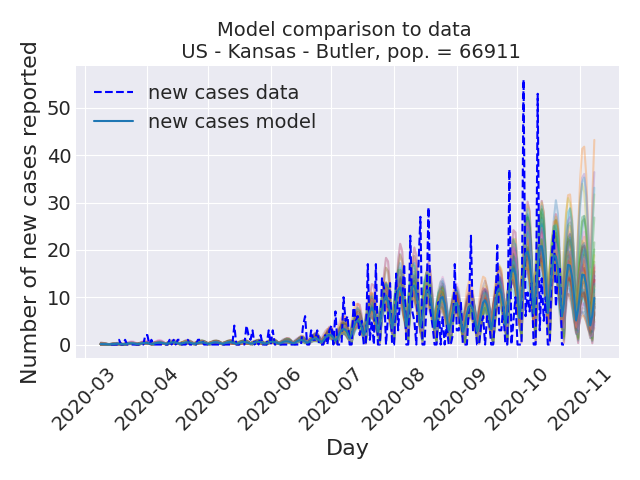 Model comparison to data
US - Kansas - Butler, pop. = 66911
Number of new cases reported
50
40
30
20
10
0
new cases data
new cases model
2020-03
2020-04
2020-05
2020-06
2020-07
2020-08
2020-09
2020-10
2020-11
Day